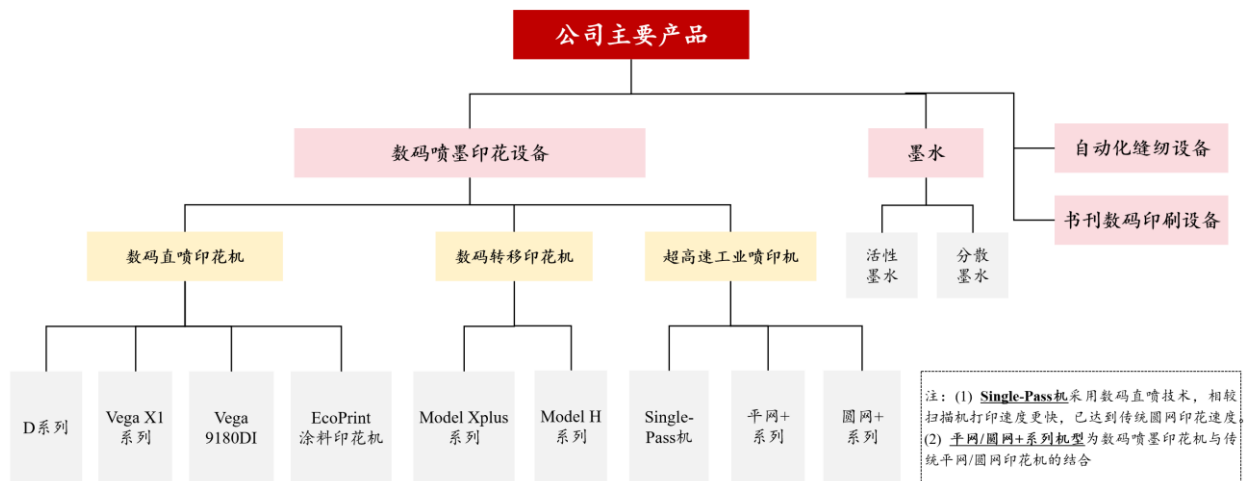 公司主要产品
数码喷墨印花设备
墨水
自动化缝纫设备
书刊数码印刷设备
数码直喷印花机
数码转移印花机
超高速工业喷印机
活性
墨水
分散
墨水
D系列
Vega X1
系列
Vega
9180DI
EcoPrint
涂料印花机
Model Xplus
系列
Model H
系列
Single-
Pass机
平网+
系列
圆网+
系列
注：(1) Single-Pass机采用数码直喷技术，相较
扫描机打印速度更快，已达到传统圆网印花速度。
(2) 平网/圆网+系列机型为数码喷墨印花机与传
统平网/圆网印花机的结合